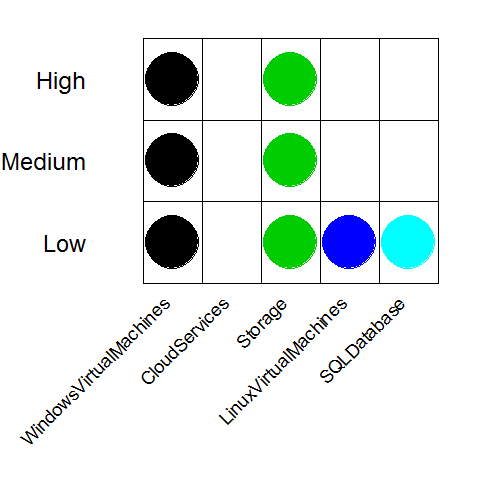 High
Medium
Low
WindowsVirtualMachines
CloudServices
Storage
LinuxVirtualMachines
SQLDatabase